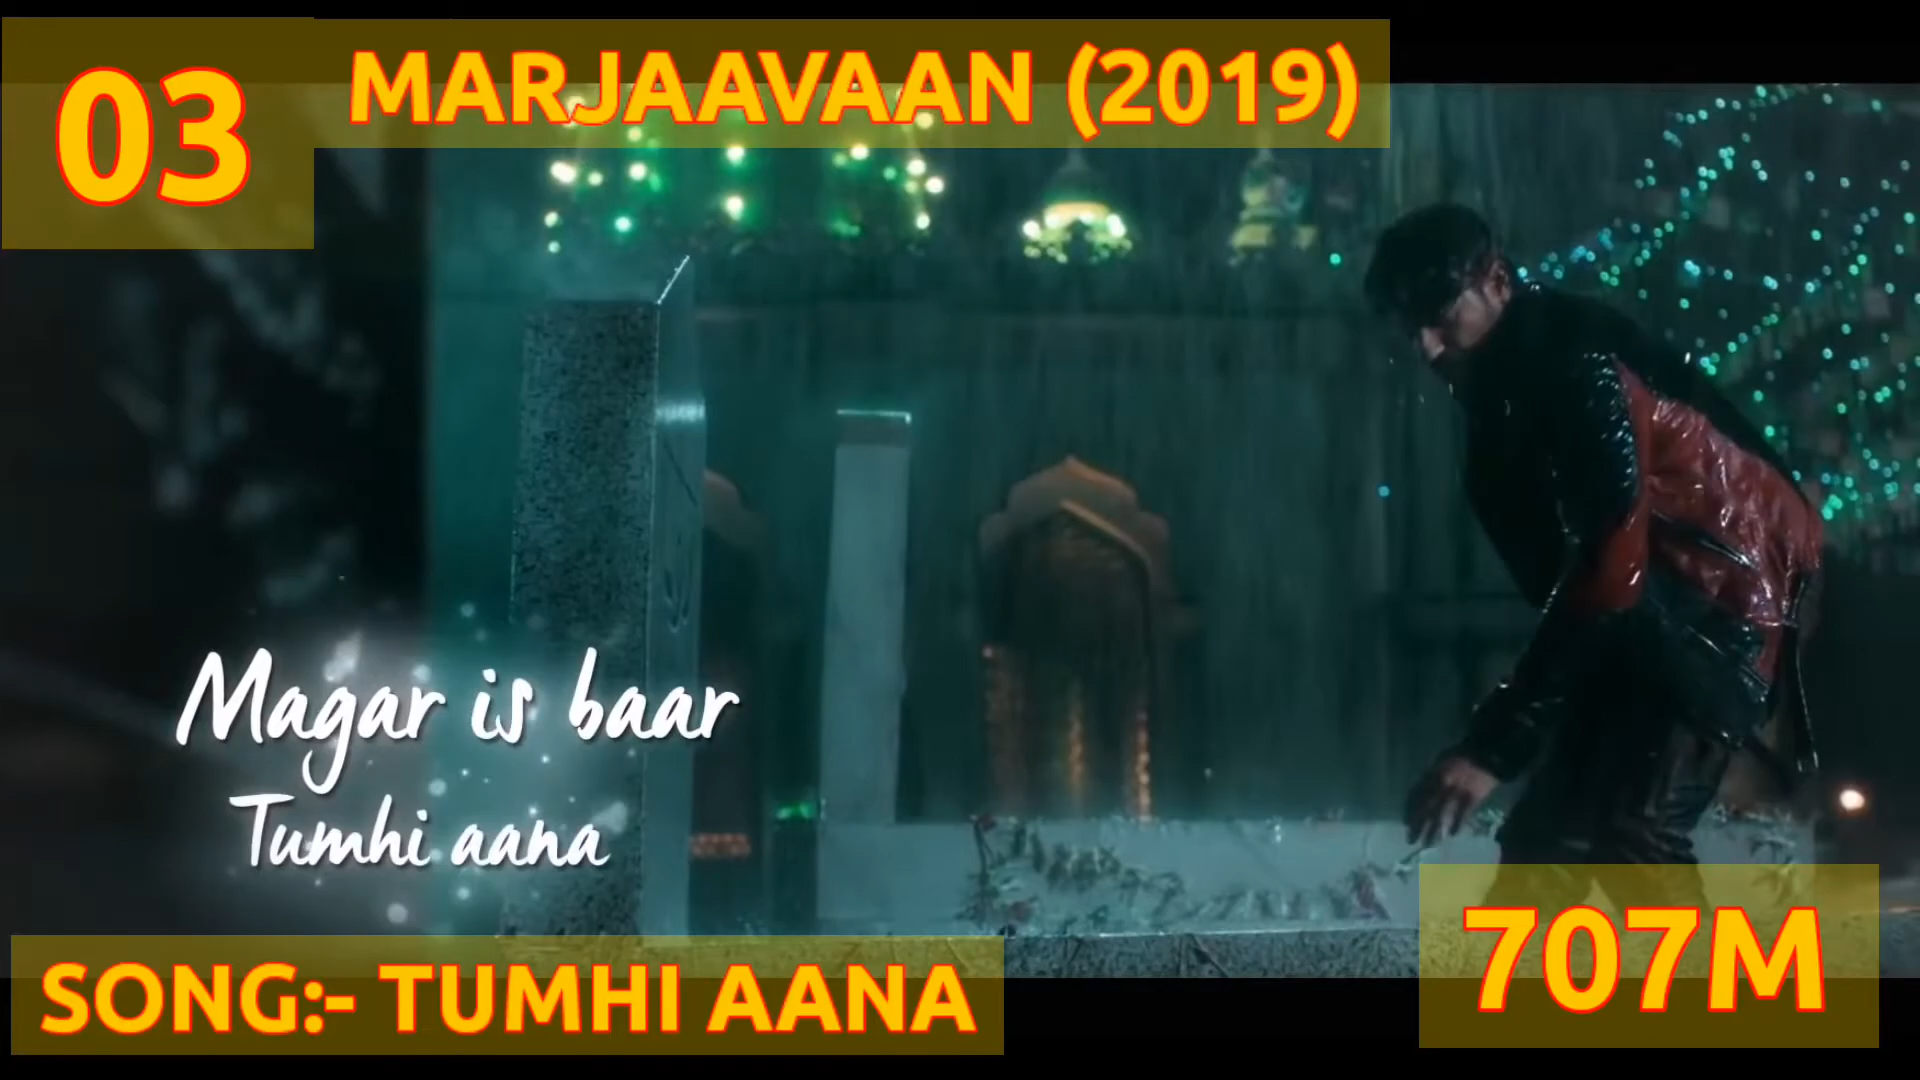 03
MARJAAVAAN (2019)
Magar is baar
Tumhi aana
SONG:- TUMHI AANA
707M